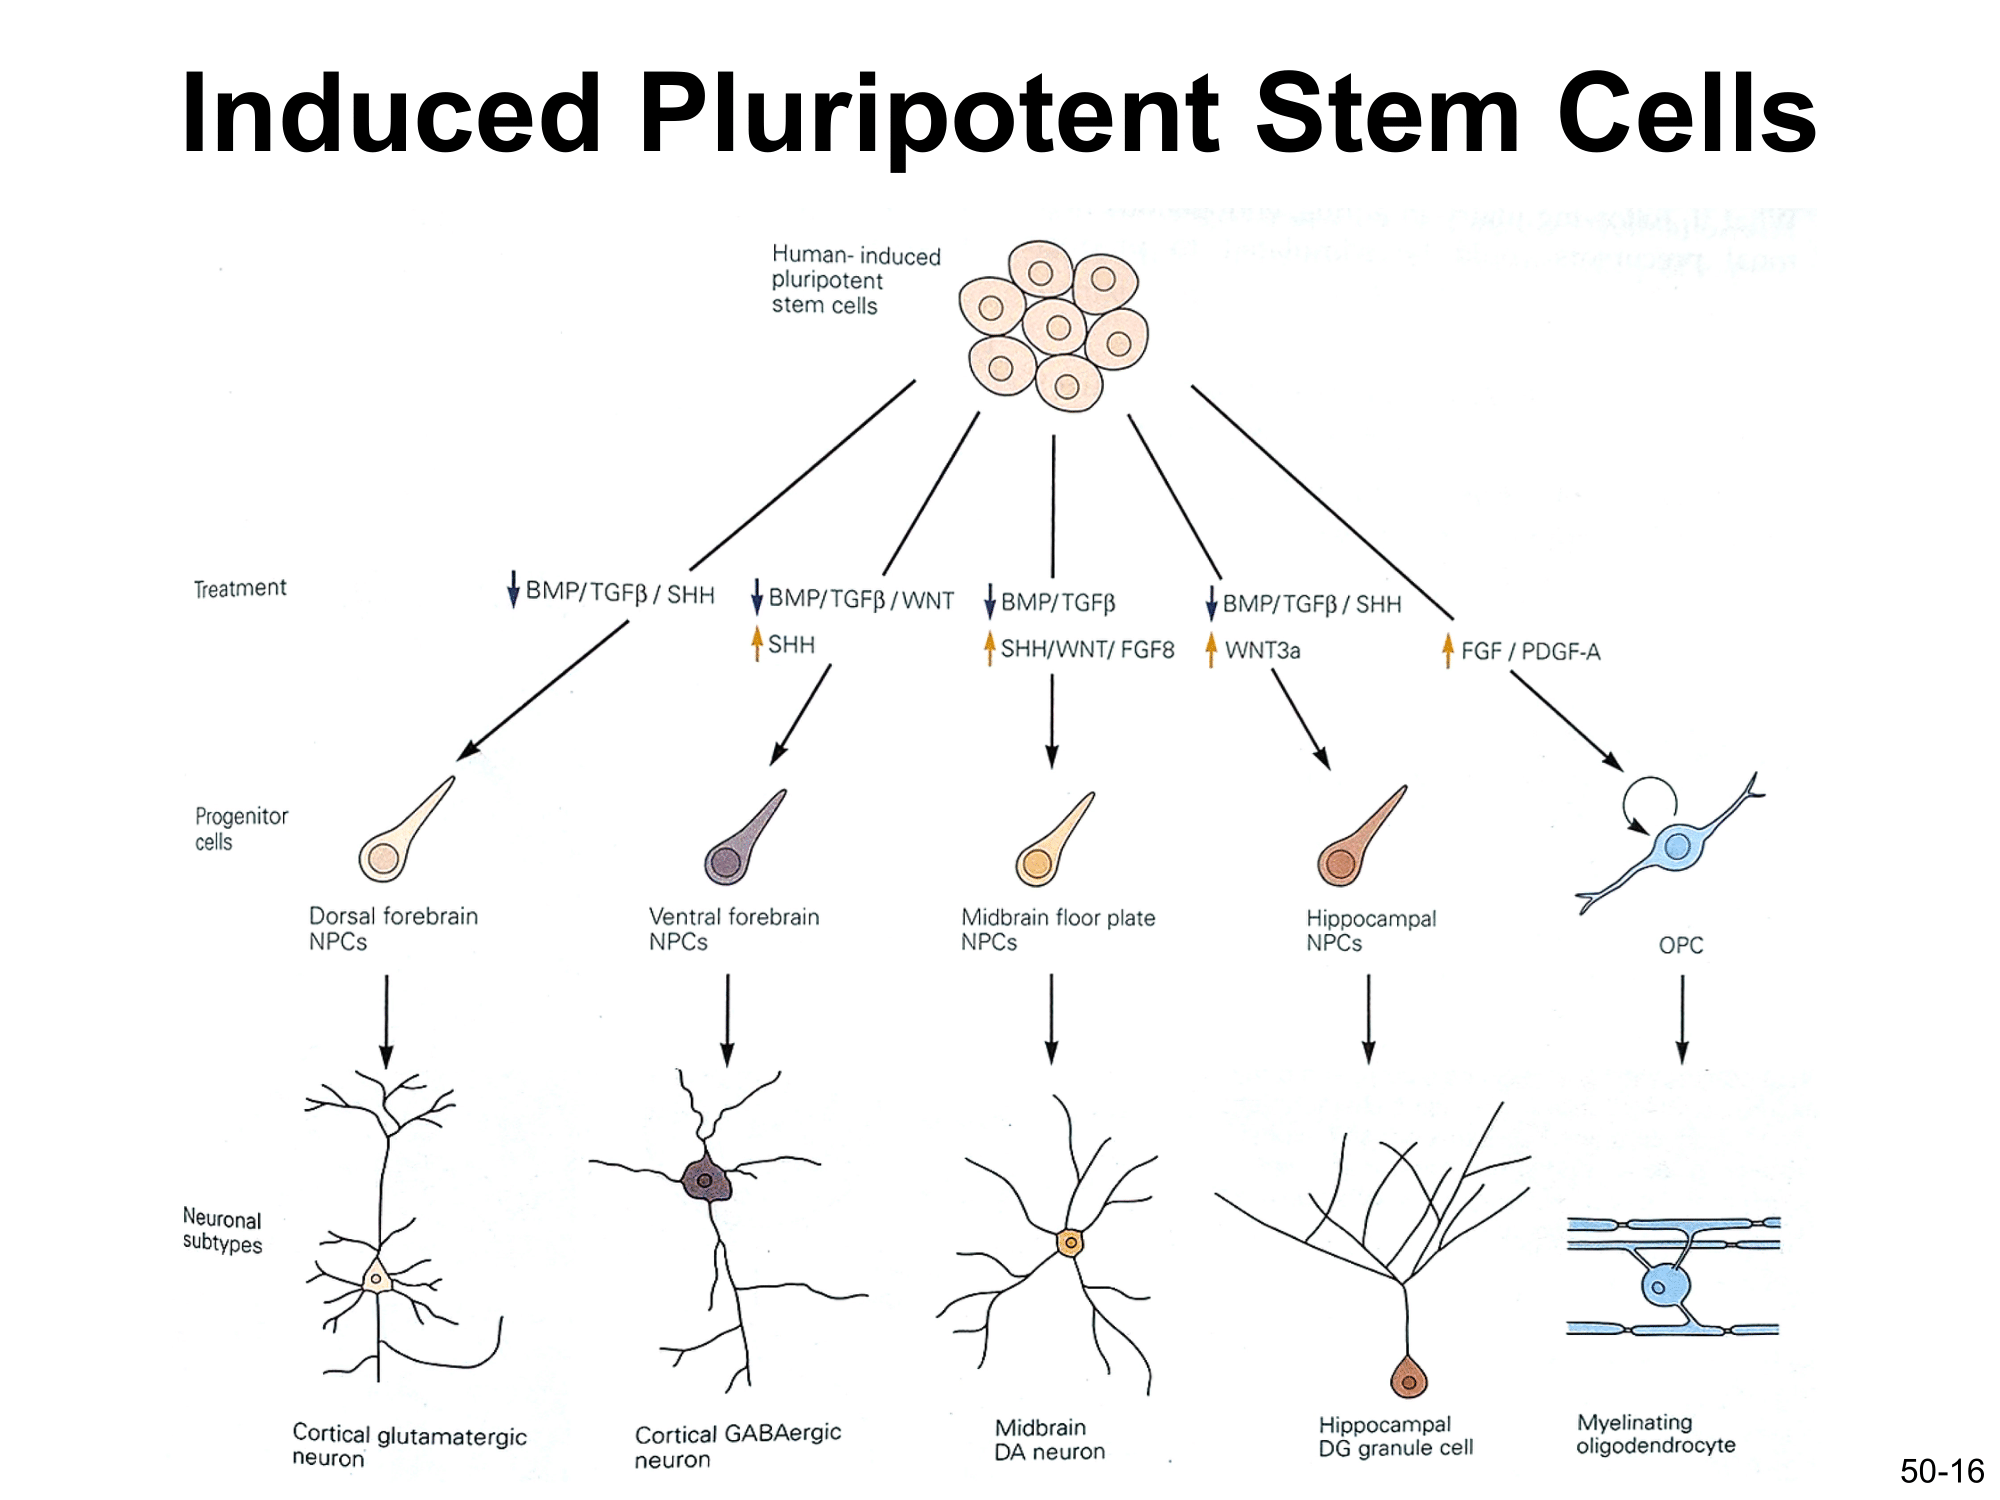 Induced Pluripotent Stem Cells
Human- induced
pluripotent
stem cells
Treatment
BMP/TGFβ/SHH
BMP/TGFβ/WNT
SHH
BMP/TGFβ
SHH/WNT/ FGF8
BMP/TGFβ/SHH
WNT3a
FGF / PDGF-A
Progenitor
cells
Dorsal forebrain
NPCs
Ventral forebrain
NPCs
Midbrain floor plate
NPCs
Hippocampal
NPCs
OPC
Neuronal
subtypes
Cortical glutamatergic
neuron
Cortical GABAergic
neuron
Midbrain
DA neuron
Hippocampal
DG granule cell
Myelinating
oligodendrocyte
50-16